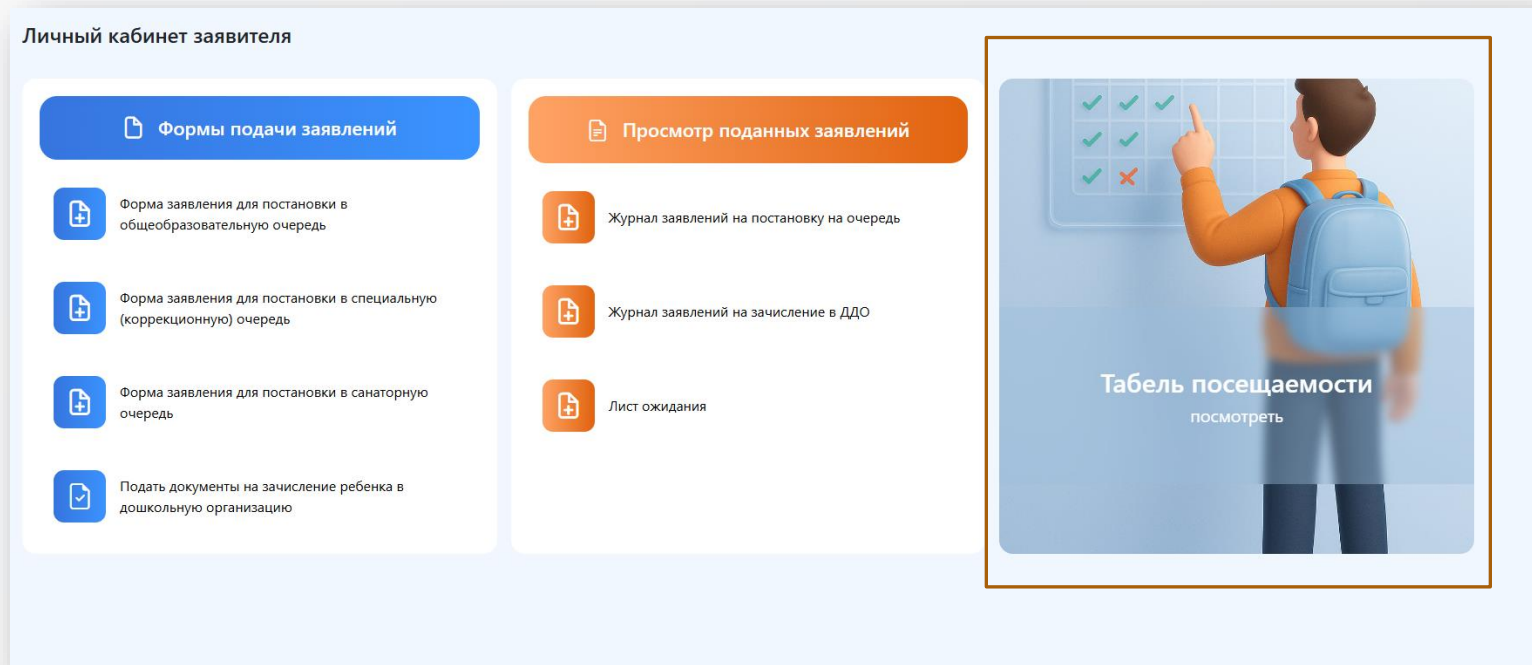 Личный кабинет заявителя
Формы подачи заявлений
Форма заявления для постановки в
общеобразовательную очередь
Форма заявления для постановки в специальную
(коррекционную) очередь
Форма заявления для постановки в санаторную
очередь
Подать документы на зачисление ребенка в
дошкольную организацию
Просмотр поданных заявлений
Журнал заявлений на постановку на очередь
Журнал заявлений на зачисление в ДДО
Лист ожидания
Табель посещаемости
посмотреть